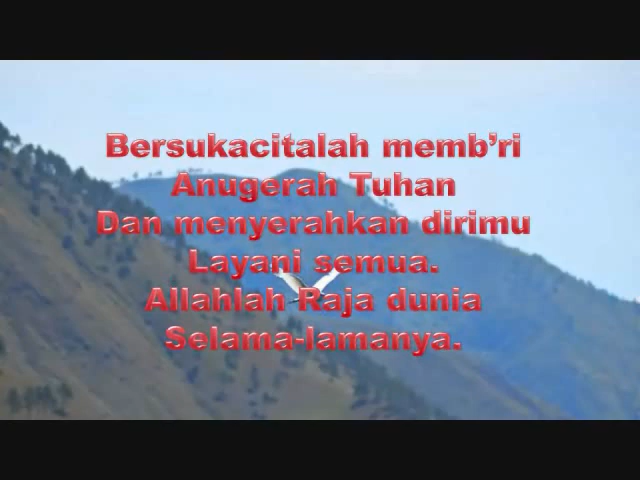 Bersukacitalah memb’ri
Anugerah Tuhan
Dan menyerahkan dirimu
Layani semua.
Allahlah Raja dunia
Selama-lamanya.